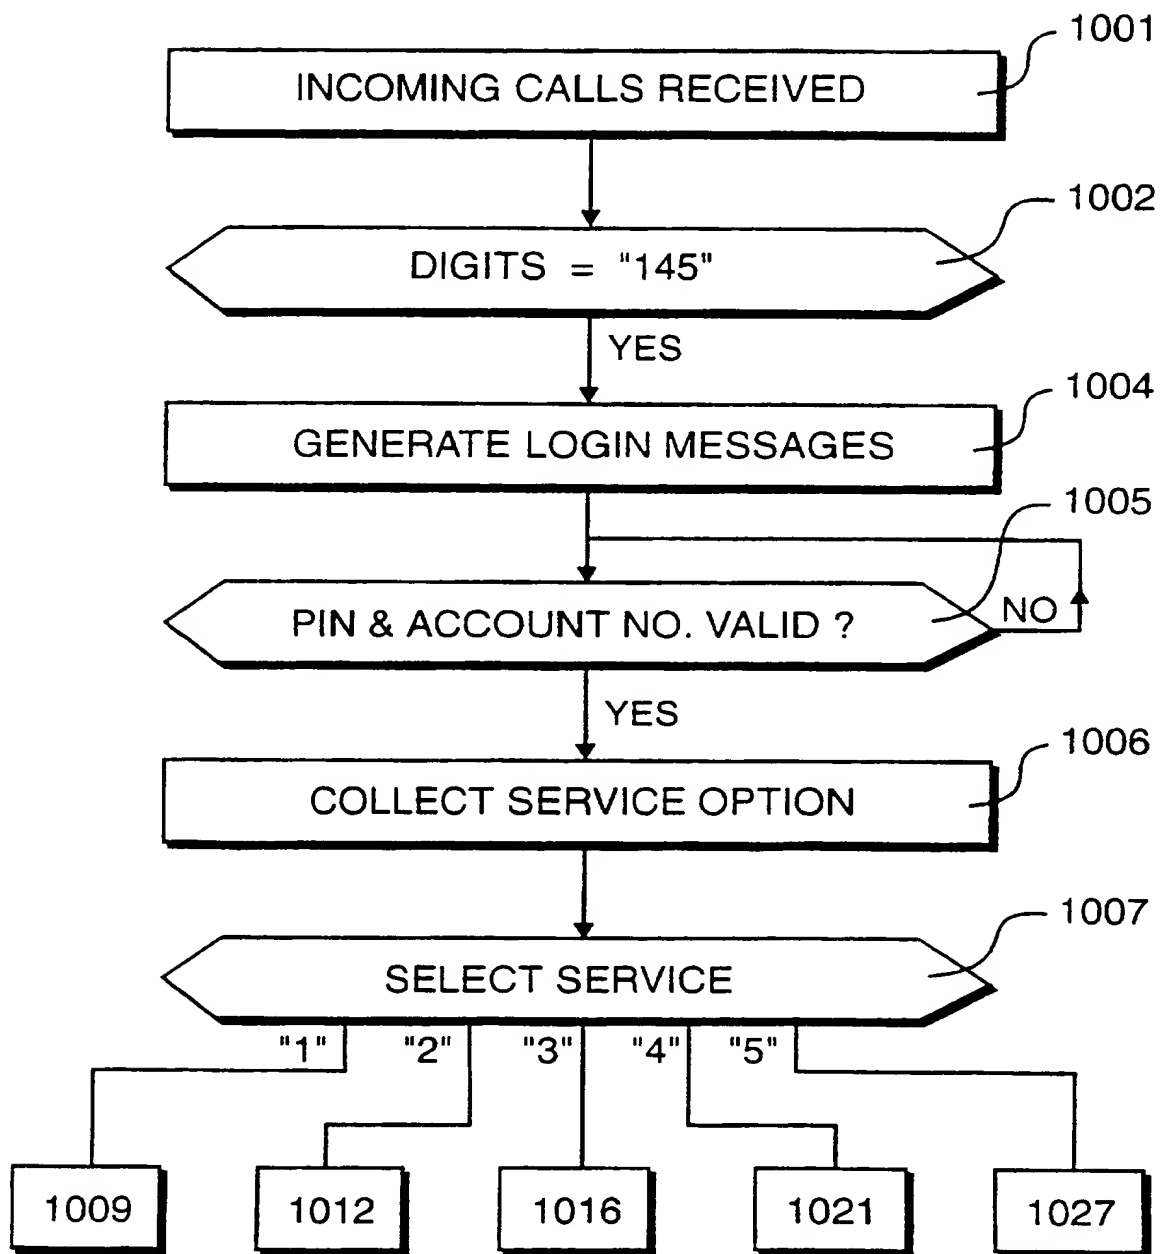 1001
INCOMING CALLS RECEIVED
1002
DIGITS = "145"
YES
1004
GENERATE LOGIN MESSAGES
1005
PIN & ACCOUNT NO. VALID ?
NO
YES
1006
COLLECT SERVICE OPTION
1007
SELECT SERVICE
"1" "2" "3" "4" "5"
1009 1012 1016 1021 1027